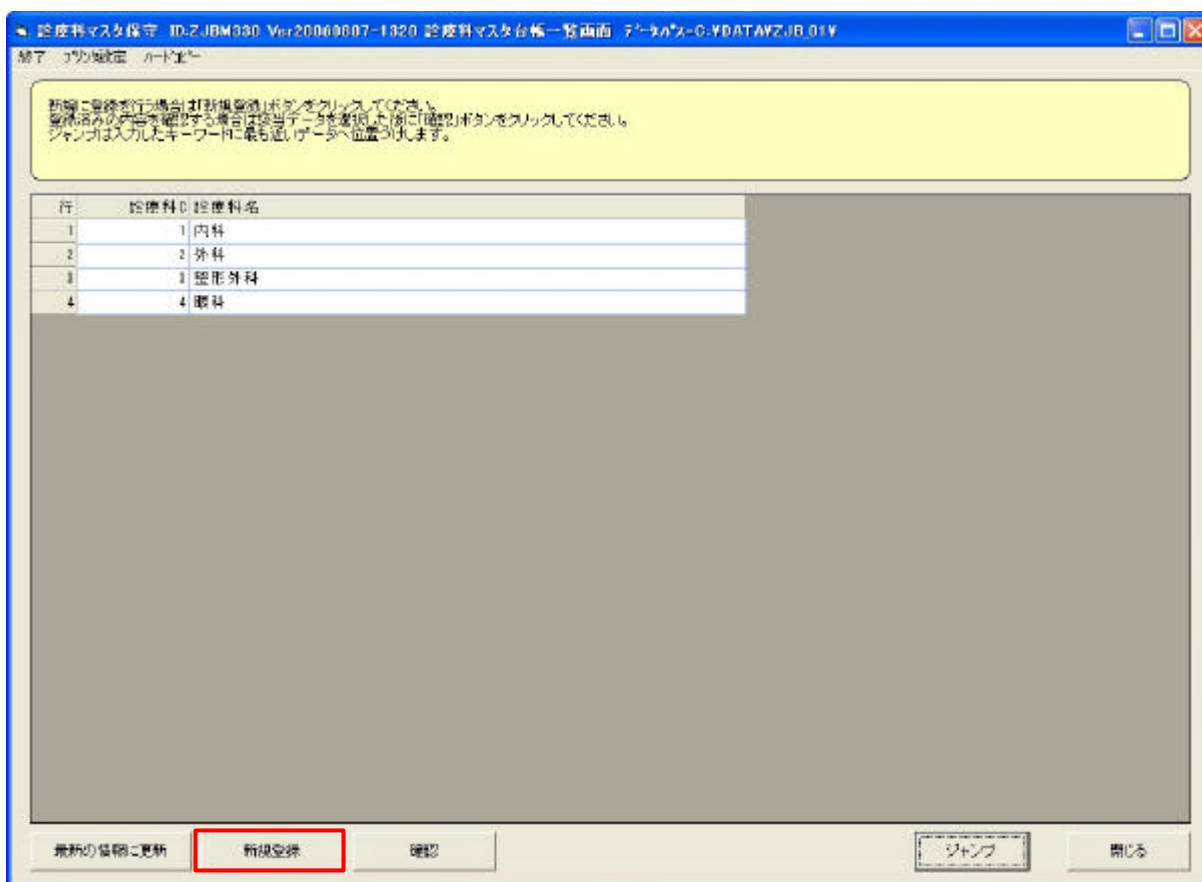 診療科マスタ保守 ID:ZJBM330 Ver20060807-1320 診療科マスタ台帳一覧画面 ﾃﾞｰﾀﾊﾟｽ=C:¥DATA¥ZJB_01¥
終了 ﾌﾟﾘﾝﾀ設定 ﾊｰﾄﾞｺﾋﾟｰ
新規に登録を行う場合は「新規登録」ボタンをクリックしてください。
登録済みの内容を確認する場合は該当データを選択した後に「確認」ボタンをクリックしてください。
ジャンプは入力したキーワードに最も近いデータへ位置づけします。
行 診療科C 診療科名
1 1 内科
2 2 外科
3 3 整形外科
4 4 眼科
最新の情報に更新 新規登録 確認 ジャンプ 閉じる